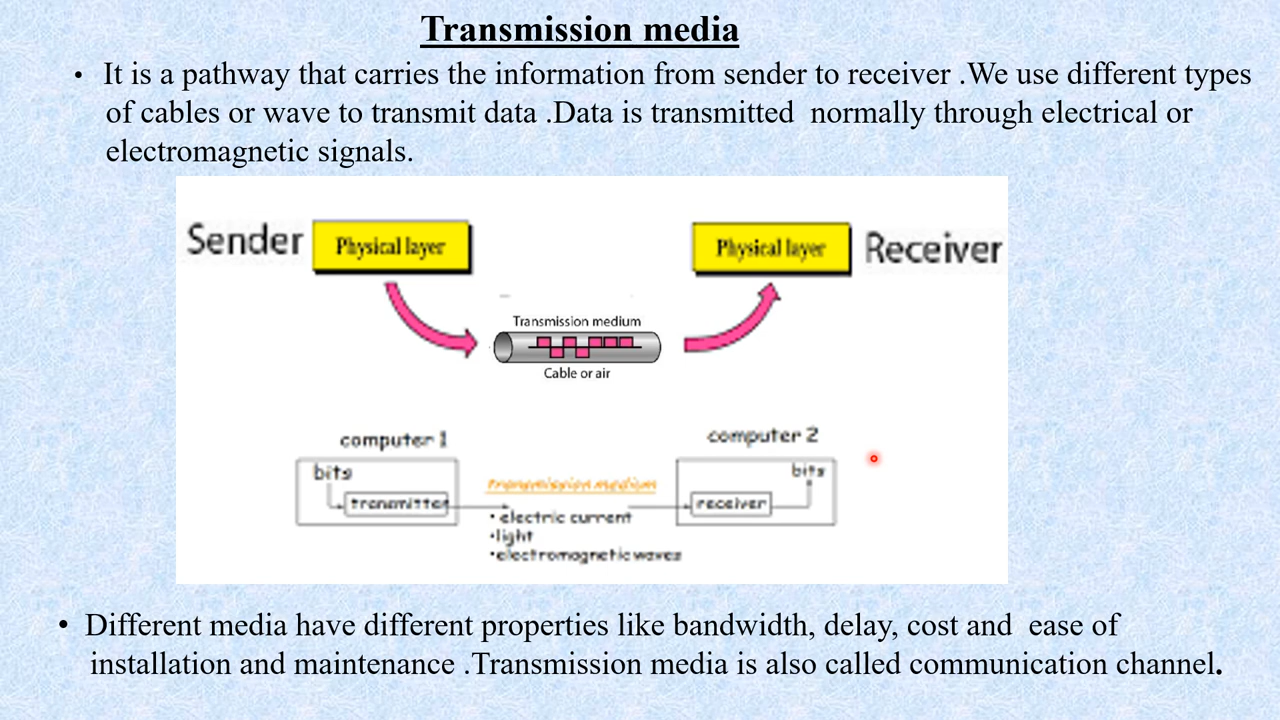 Transmission media
• It is a pathway that carries the information from sender to receiver .We use different types
of cables or wave to transmit data .Data is transmitted normally through electrical or
electromagnetic signals.
Sender Physical layer Physical layer Receiver
Transmission medium
Cable or air
computer 1 computer 2
bits bits
transmission medium
transmitter receiver
• electric current
•light
•electromagnetic waves
• Different media have different properties like bandwidth, delay, cost and ease of
installation and maintenance .Transmission media is also called communication channel.